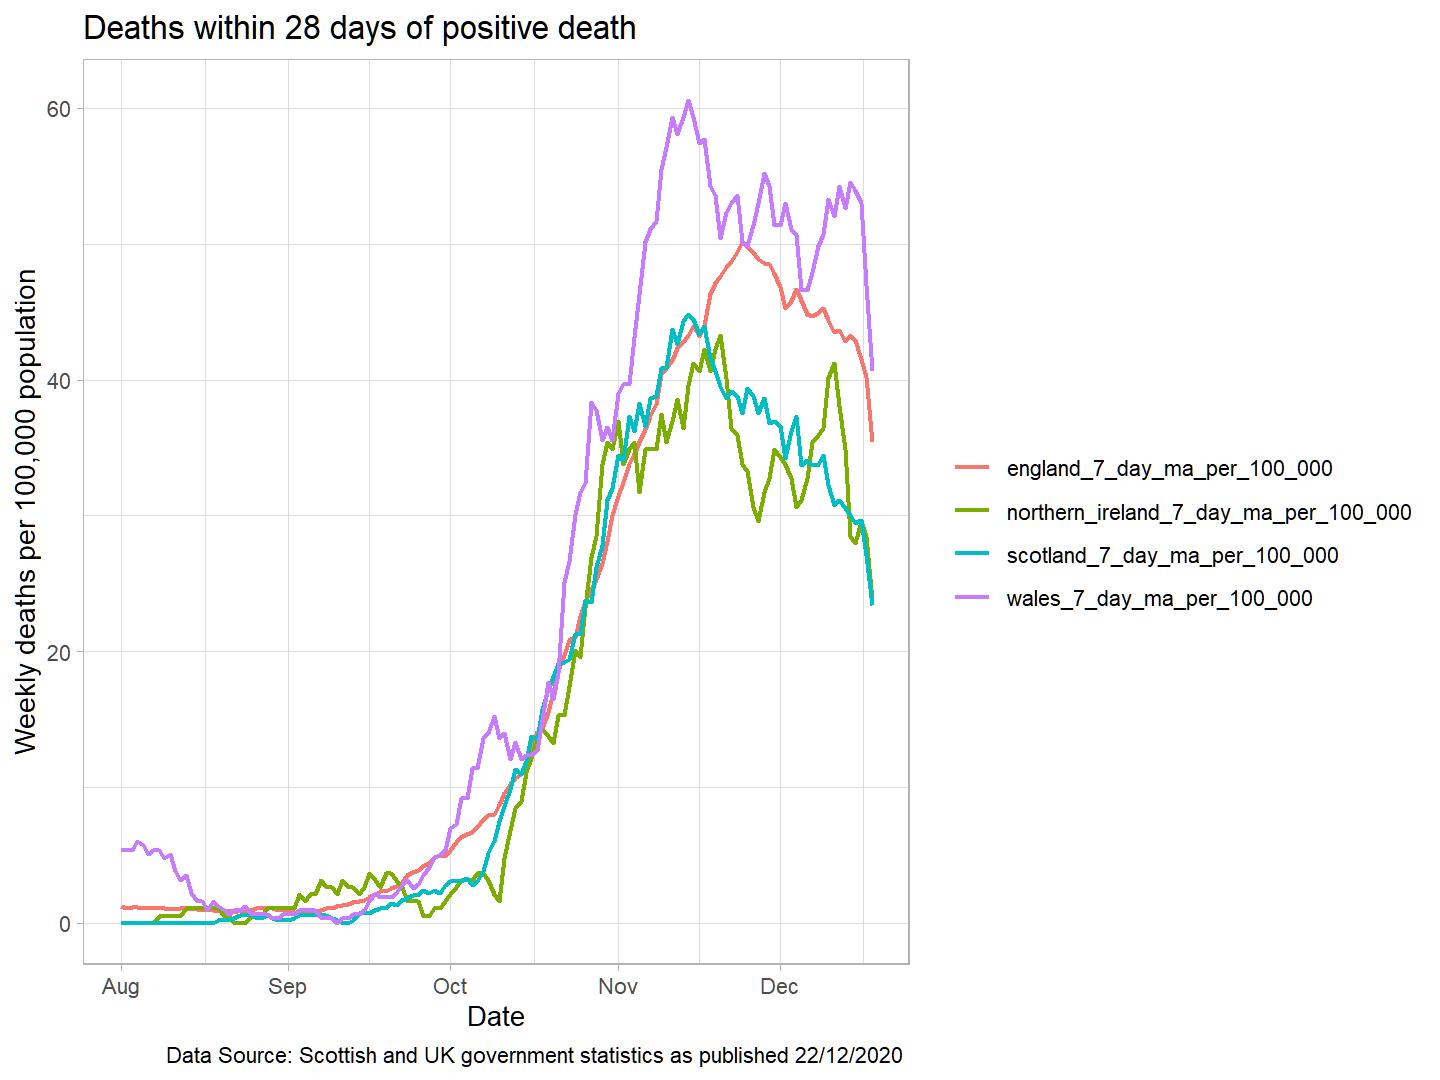 Deaths within 28 days of positive death
Weekly deaths per 100,000 population
60
40
20
0
Aug
Sep
Oct
Nov
Dec
Date
england_7_day_ma_per_100_000
northern_ireland_7_day_ma_per_100_000
scotland_7_day_ma_per_100_000
wales_7_day_ma_per_100_000
Data Source: Scottish and UK government statistics as published 22/12/2020